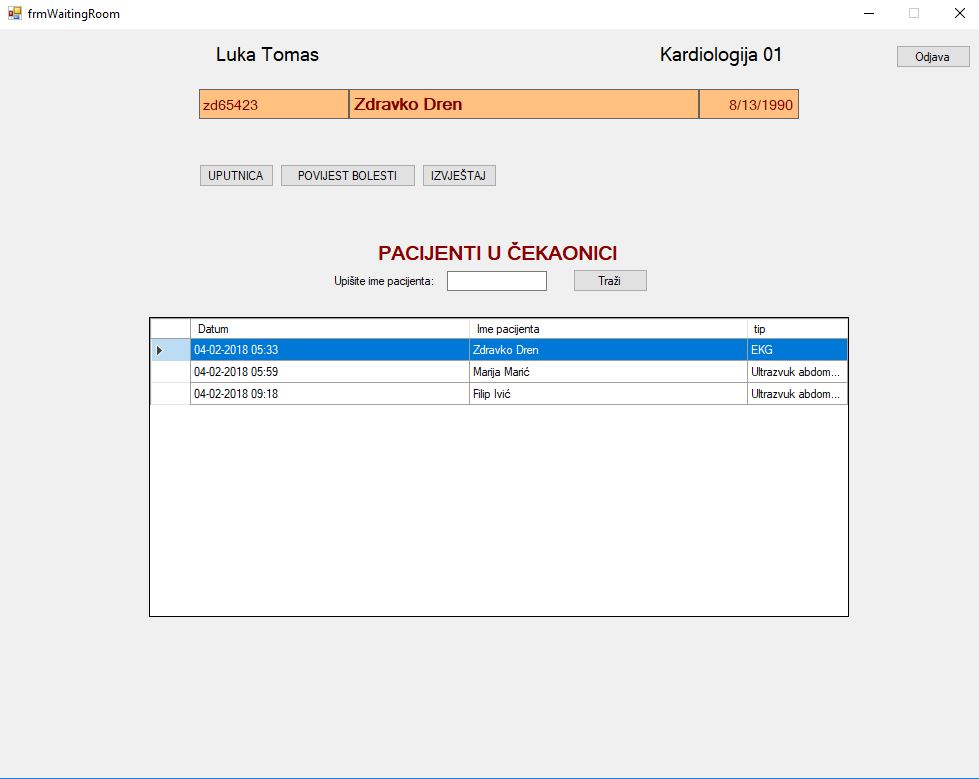 frmWaitingRoom
Luka Tomas Kardiologija 01 Odjava
zd65423 Zdravko Dren 8/13/1990
UPUTNICA POVIJEST BOLESTI IZVJEŠTAJ
PACIJENTI U ČEKAONICI
Upišite ime pacijenta: Traži
Datum Ime pacijenta tip
04-02-2018 05:33 Zdravko Dren EKG
04-02-2018 05:59 Marija Marić Ultrazvuk abdom...
04-02-2018 09:18 Filip Ivić Ultrazvuk abdom...